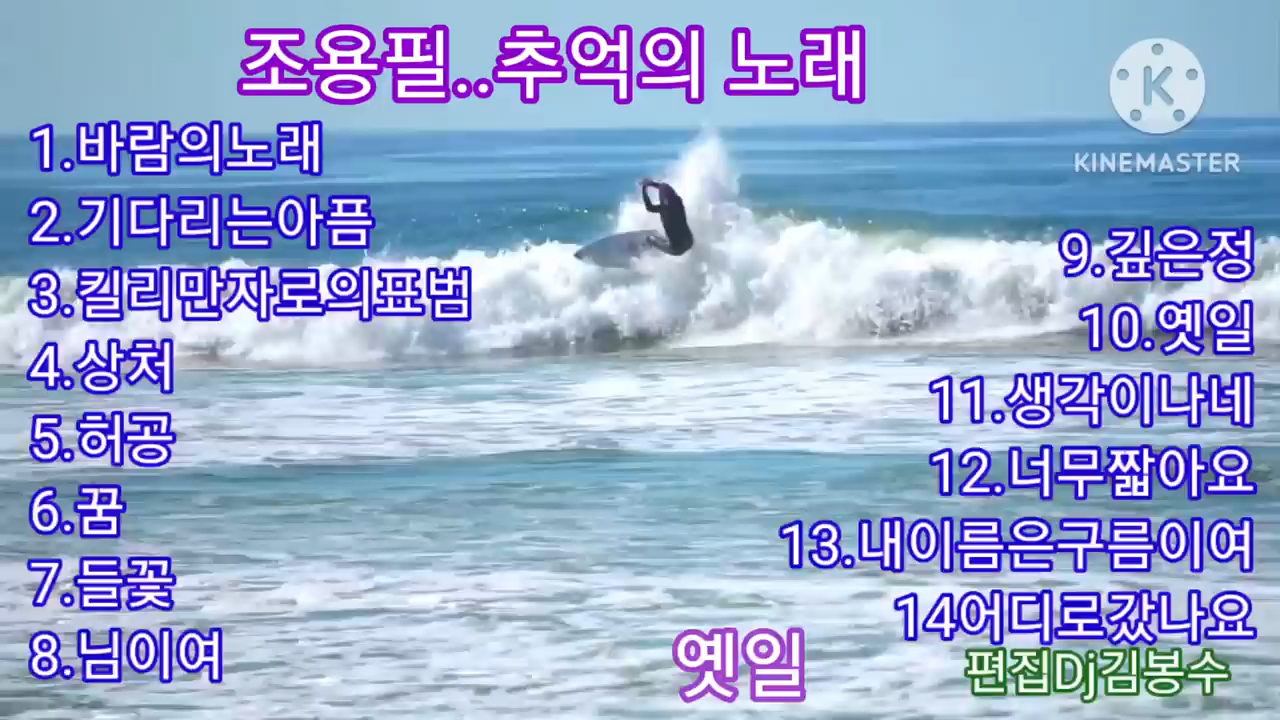 조용필..추억의 노래
KINEMASTER
1.바람의노래
2.기다리는아픔
3.킬리만자로의표범
4.상처
5.허공
6.꿈
7.들꽃
8.님이여
9.깊은정
10.옛일
11.생각이나네
12.너무짧아요
13.내이름은구름이여
14어디로갔나요
옛일
편집Dj김봉수